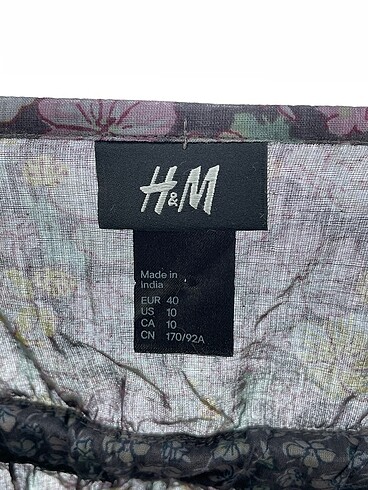 H&M
Made in
India
EUR 40
US 10
CA 10
CN 170/92A